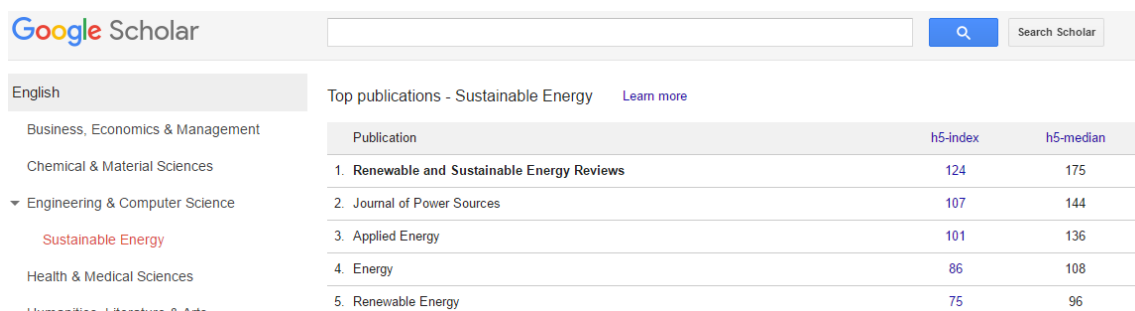 Google Scholar
Search Scholar
English
Business, Economics & Management
Chemical & Material Sciences
Engineering & Computer Science
Sustainable Energy
Health & Medical Sciences
Humanities, Literature & Arts
Top publications - Sustainable Energy Learn more
Publication h5-index h5-median
1. Renewable and Sustainable Energy Reviews 124 175
2. Journal of Power Sources 107 144
3. Applied Energy 101 136
4. Energy 86 108
5. Renewable Energy 75 96